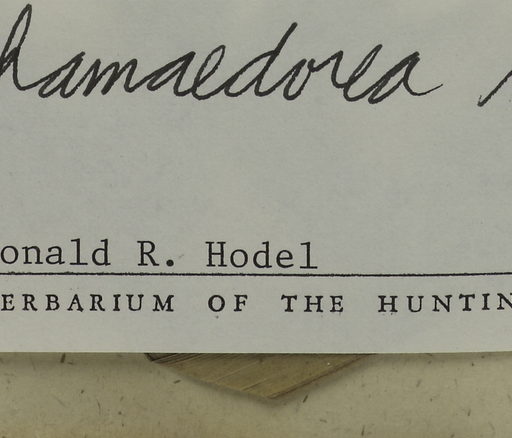 hamaedorea
onald R. Hodel
ERBARIUM OF THE HUNTIN